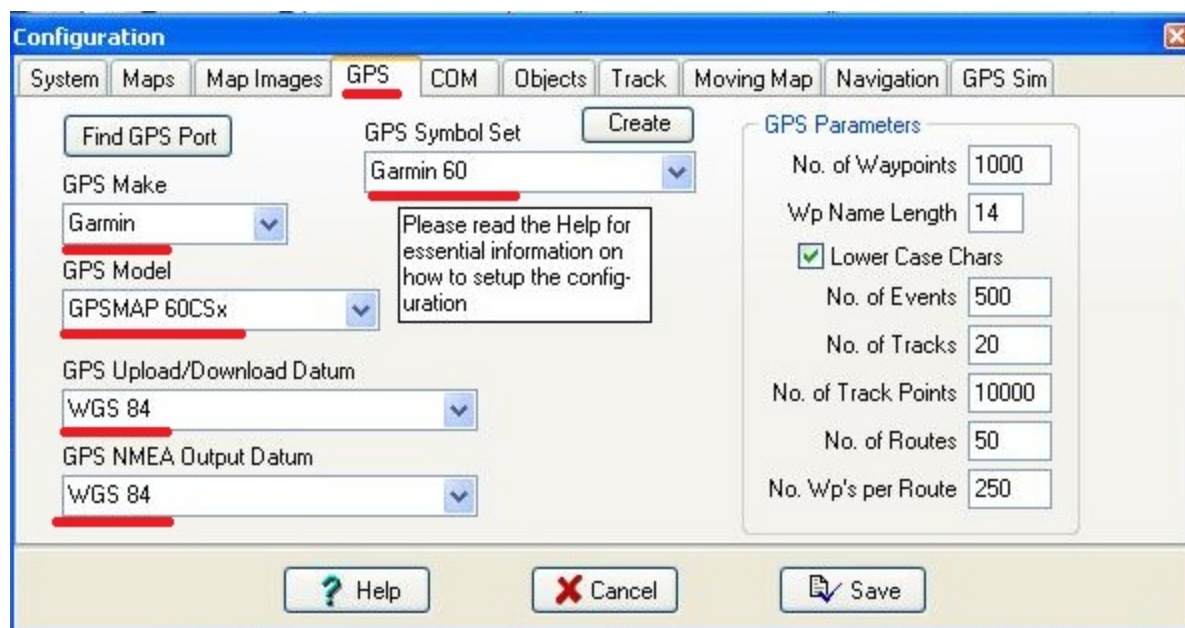 Configuration
System Maps Map Images GPS COM Objects Track Moving Map Navigation GPS Sim
Find GPS Port
GPS Make
Garmin
GPS Model
GPSMAP 60CSx
GPS Upload/Download Datum
WGS 84
GPS NMEA Output Datum
WGS 84
GPS Symbol Set
Create
Garmin 60
Please read the Help for
essential information on
how to setup the config-
uration
GPS Parameters
No. of Waypoints 1000
Wp Name Length 14
Lower Case Chars
No. of Events 500
No. of Tracks 20
No. of Track Points 10000
No. of Routes 50
No. Wp's per Route 250
? Help
Cancel
Save